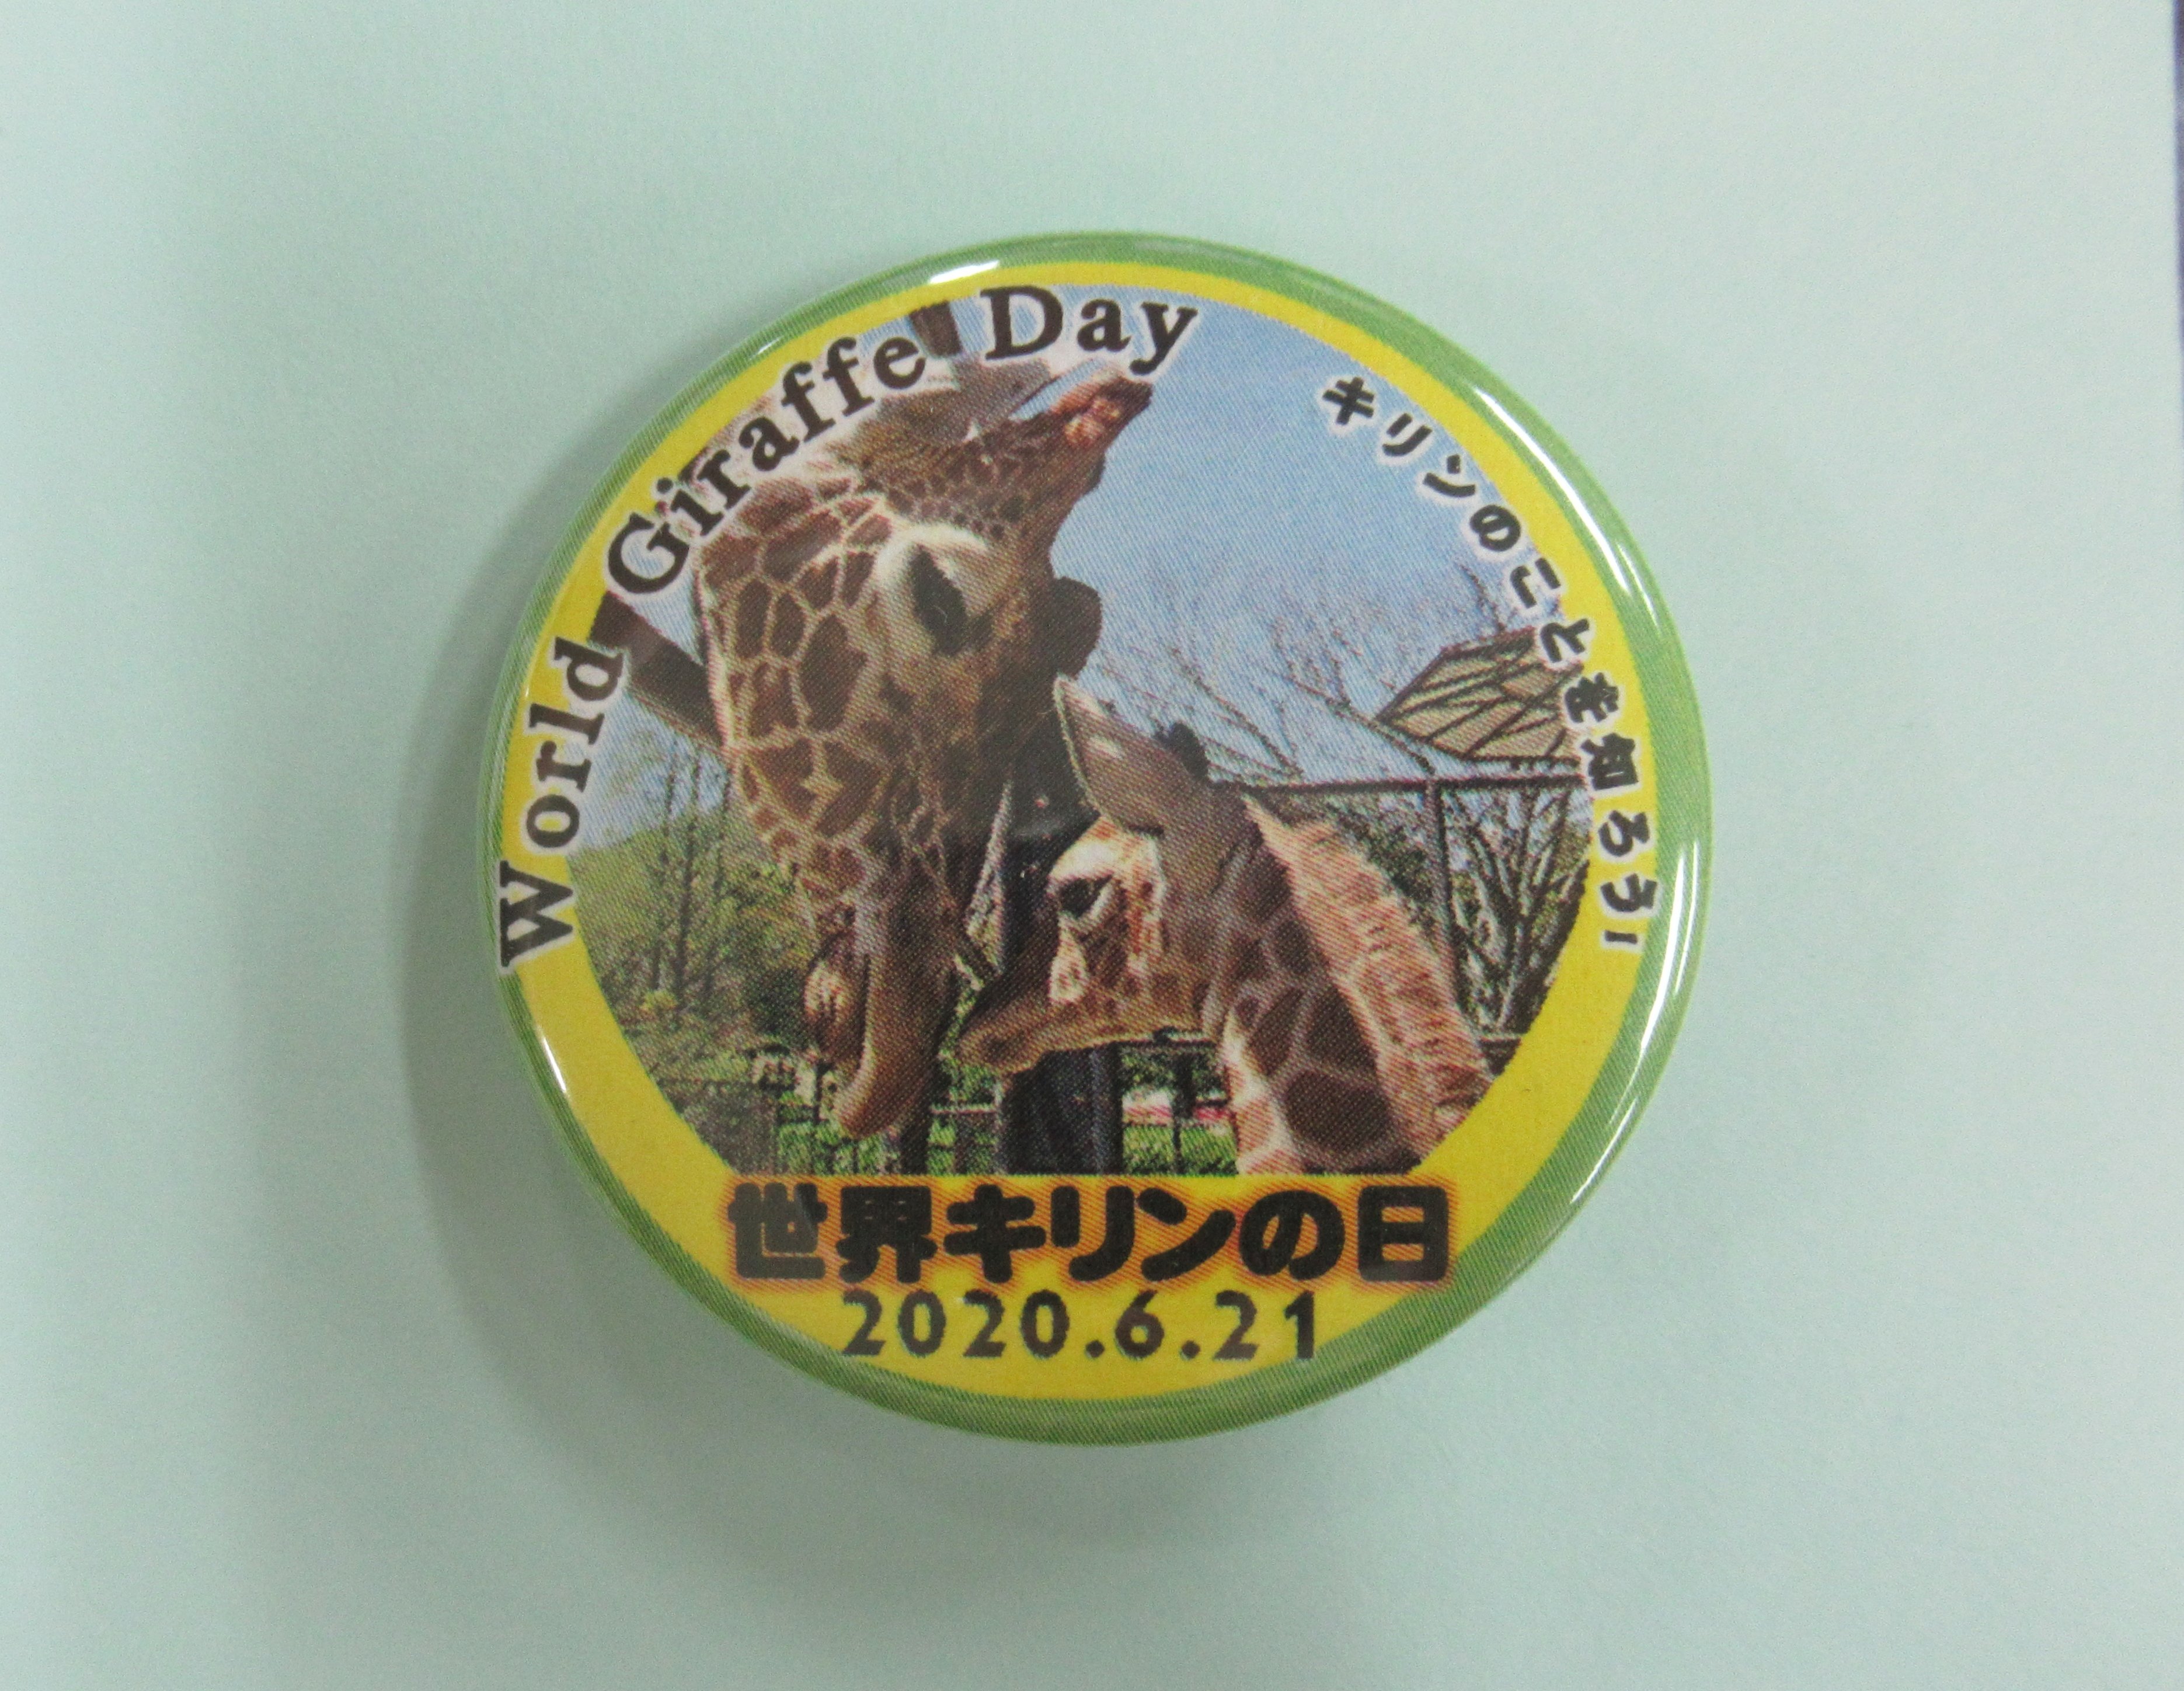 World Giraffe Day
キリンのことを知ろう!
世界キリンの日
2020.6.21